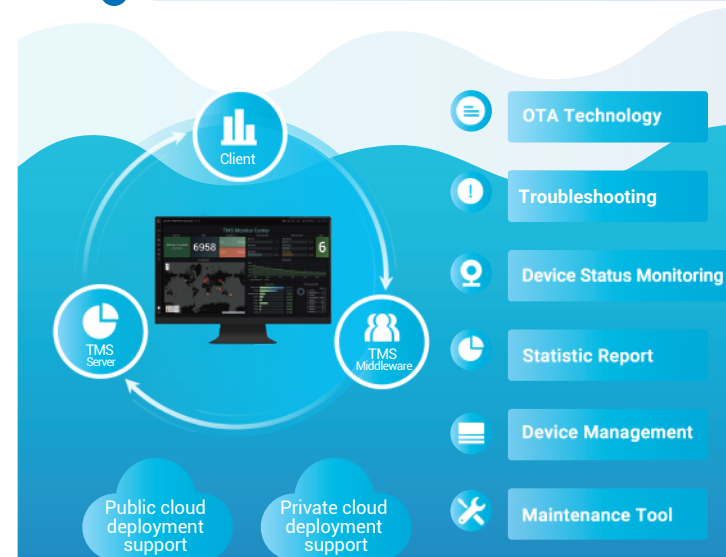 Client
TMS Monitor Center
6958
6
TMS
Server
TMS
Middleware
Public cloud
deployment
support
Private cloud
deployment
support
OTA Technology
Troubleshooting
Device Status Monitoring
Statistic Report
Device Management
Maintenance Tool